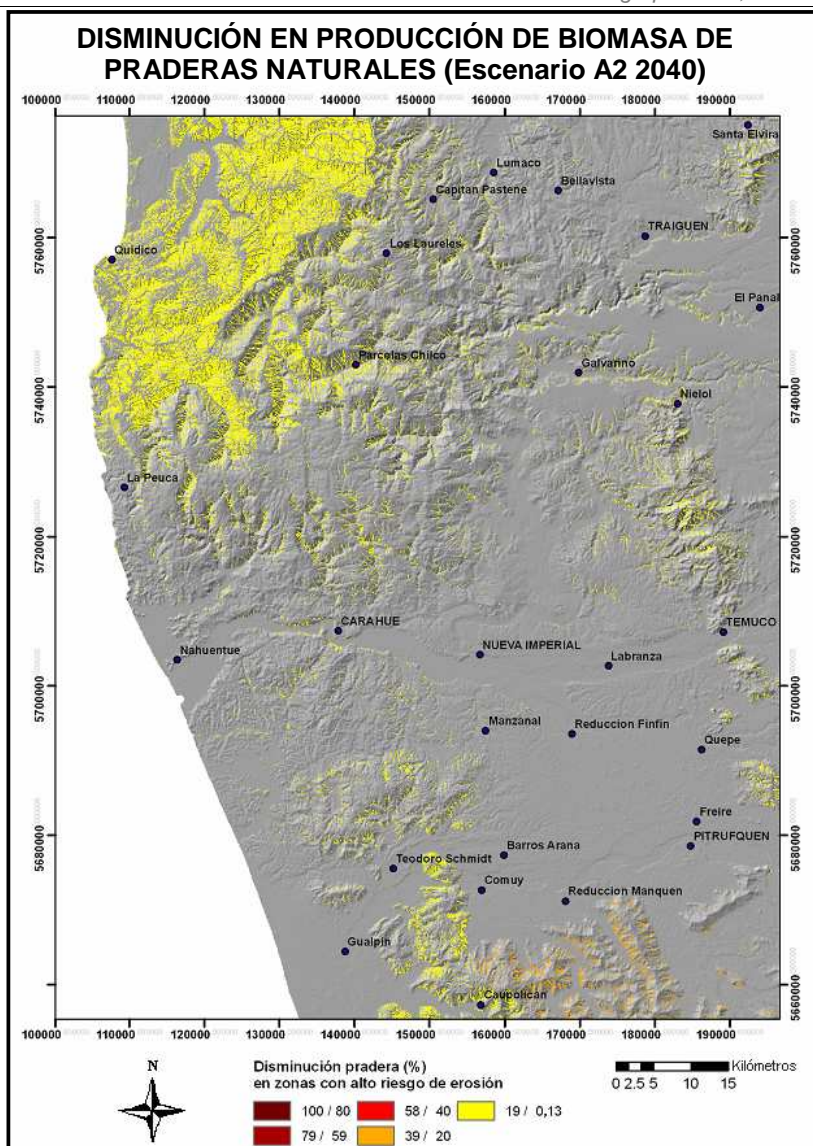 DISMINUCIÓN EN PRODUCCIÓN DE BIOMASA DE
PRADERAS NATURALES (Escenario A2 2040)
100000 110000 120000 130000 140000 150000 160000 170000 180000 190000
Santa Elvira
Lumaco
Bellavista
Capitan Pastene
TRAIGUEN
5760000
5760000
Quidico
Los Laureles
El Panal
Parcelas Chilco
Galvarino
5740000
5740000
Nielol
La Peuca
5720000
5720000
CARAHUE
TEMUCO
Nahuentue
NUEVA IMPERIAL
Labranza
5700000
5700000
Manzanal
Reduccion Finfin
Quepe
Freire
5680000
5680000
PITRUFQUEN
Barros Arana
Teodoro Schmidt
Comuy
Reduccion Manquen
Gualpin
5660000
5660000
Caupolican
100000 110000 120000 130000 140000 150000 160000 170000 180000 190000
N
Disminución pradera (%)
en zonas con alto riesgo de erosión
100 / 80 58 / 40 19 / 0,13
79 / 59 39 / 20
Kilómetros
0 2.5 5 10 15